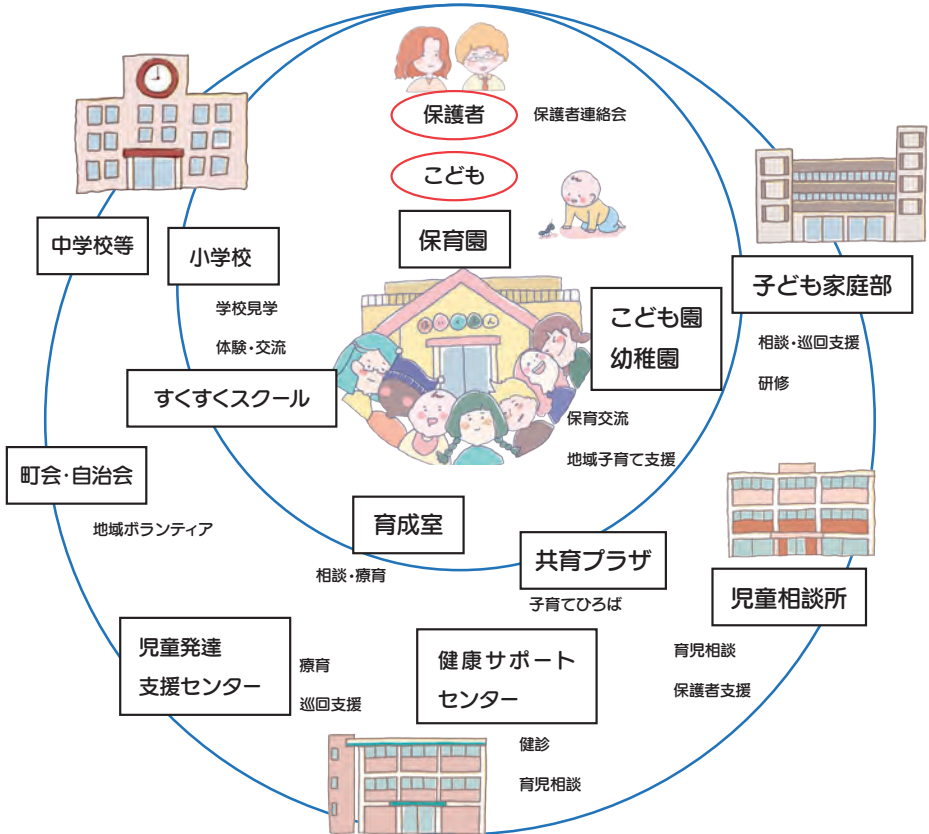 保護者
保護者連絡会
こども
保育園
ほいくえん
中学校等
小学校
学校見学
体験・交流
子ども家庭部
相談・巡回支援
研修
こども園
幼稚園
保育交流
地域子育て支援
すくすくスクール
町会・自治会
地域ボランティア
育成室
相談・療育
共育プラザ
子育てひろば
児童相談所
育児相談
保護者支援
児童発達
支援センター
療育
巡回支援
健康サポート
センター
健診
育児相談